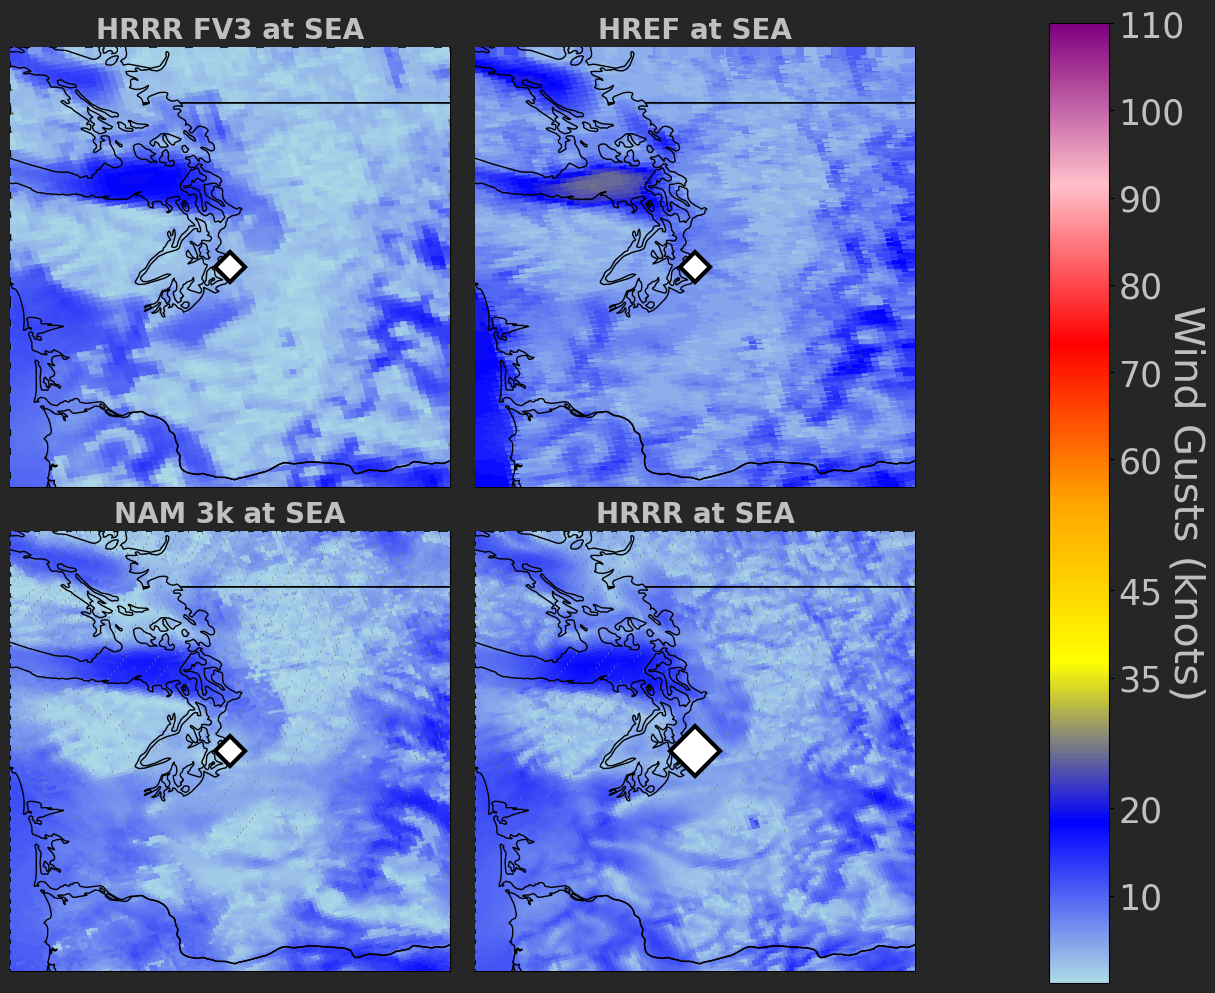 HRRR FV3 at SEA
HREF at SEA
NAM 3k at SEA
HRRR at SEA
110
100
90
80
70
60
45
35
20
10
Wind Gusts (knots)